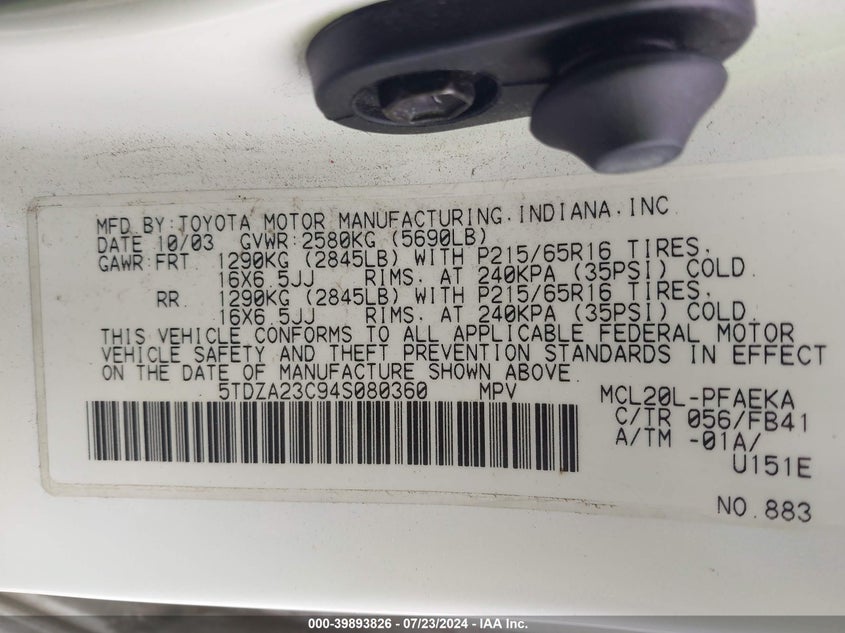 MFD.BY:TOYOTA MOTOR MANUFACTURING.INDIANA.INC
DATE 10/03 GVWR:2580KG (5690LB)
GAWR:FRT 1290KG (2845LB) WITH P215/65R16 TIRES.
16X6.5JJ RIMS. AT 240KPA (35PSI) COLD.
RR 1290KG (2845LB) WITH P215/65R16 TIRES.
16X6.5JJ RIMS. AT 240KPA (35PSI) COLD.
THIS VEHICLE CONFORMS TO ALL APPLICABLE FEDERAL MOTOR
VEHICLE SAFETY AND THEFT PREVENTION STANDARDS IN EFFECT
ON THE DATE OF MANUFACTURE SHOWN ABOVE.
5TDZA23C94S080360 MPV
MCL20L-PFAEKA
C/TR 056/FB41
A/TM -01A/
U151E
NO.883
000-39893826 / 07/23/2024 - IAA Inc.